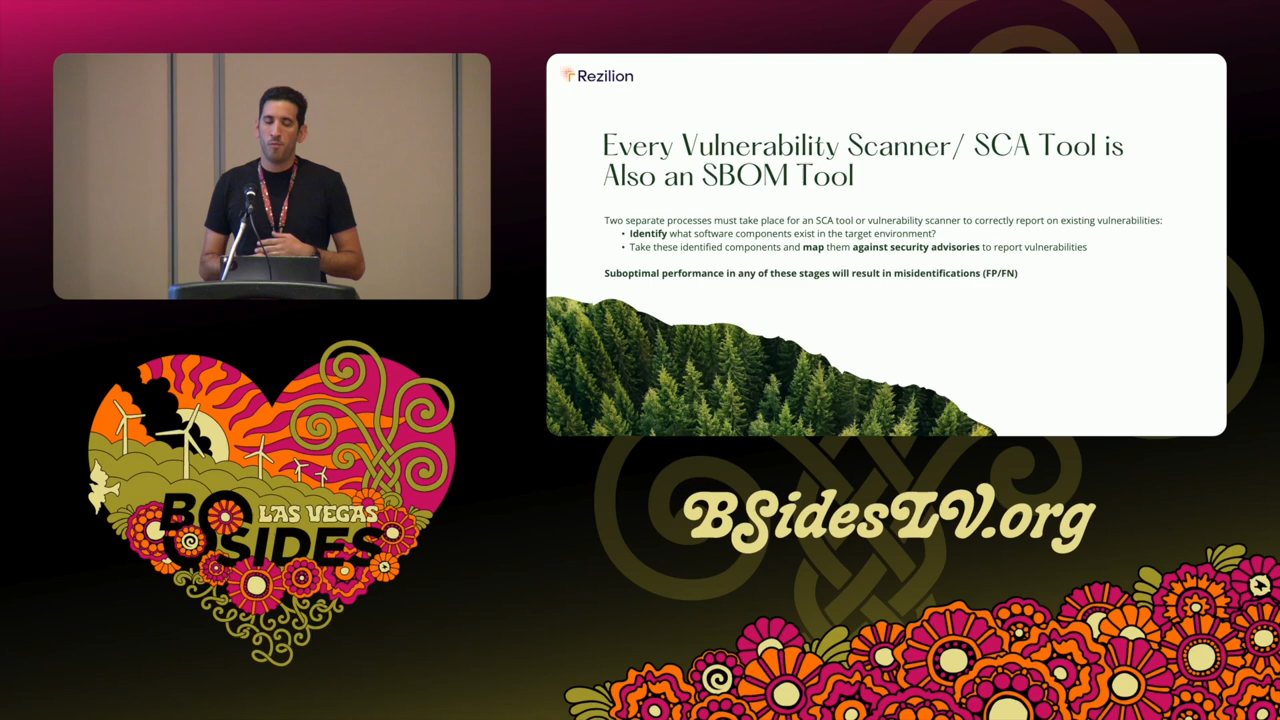 Rezilion
Every Vulnerability Scanner/ SCA Tool is
Also an SBOM Tool
Two separate processes must take place for an SCA tool or vulnerability scanner to correctly report on existing vulnerabilities:
• Identify what software components exist in the target environment?
• Take these identified components and map them against security advisories to report vulnerabilities
Suboptimal performance in any of these stages will result in misidentifications (FP/FN)
LAS VEGAS
BSIDES
23
BSidesLV.org